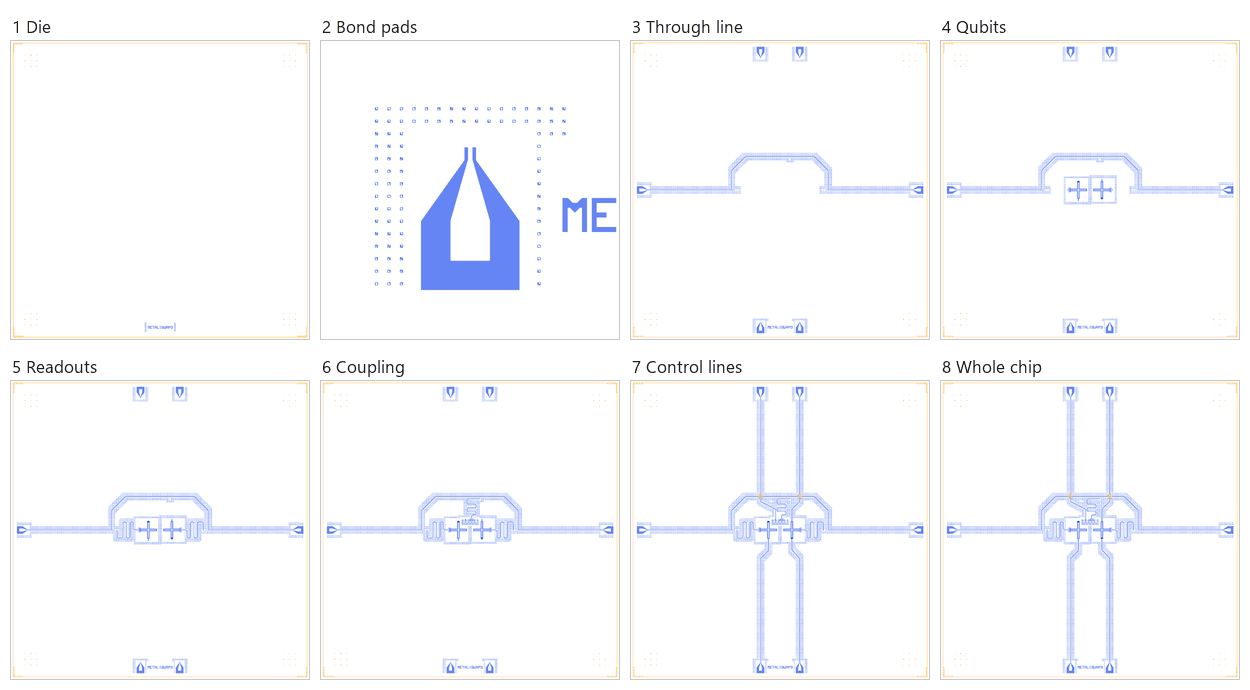 1 Die
2 Bond pads
3 Through line
4 Qubits
ME
5 Readouts
6 Coupling
7 Control lines
8 Whole chip